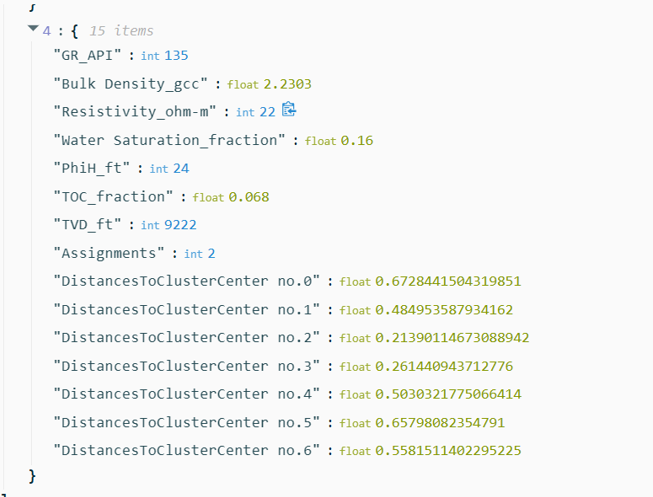 }
4 : { 15 items
"GR_API" : int 135
"Bulk Density_gcc" : float 2.2303
"Resistivity_ohm-m" : int 22
"Water Saturation_fraction" : float 0.16
"PhiH_ft" : int 24
"TOC_fraction" : float 0.068
"TVD_ft" : int 9222
"Assignments" : int 2
"DistancesToClusterCenter no.0" : float 0.6728441504319851
"DistancesToClusterCenter no.1" : float 0.484953587934162
"DistancesToClusterCenter no.2" : float 0.21390114673088942
"DistancesToClusterCenter no.3" : float 0.261440943712776
"DistancesToClusterCenter no.4" : float 0.5030321775066414
"DistancesToClusterCenter no.5" : float 0.65798082354791
"DistancesToClusterCenter no.6" : float 0.5581511402295225
}